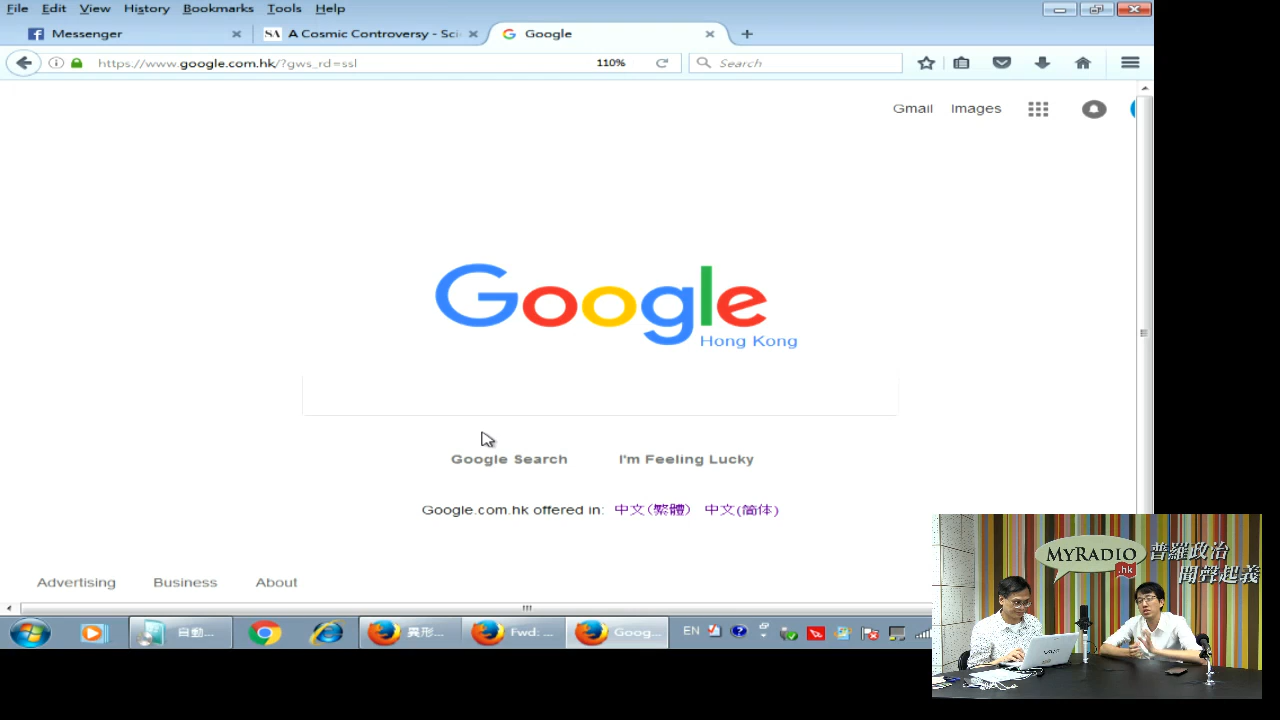 File Edit View History Bookmarks Tools Help
Messenger
SA A Cosmic Controversy - Sci
Google
https://www.google.com.hk/?gws_rd=ssl
110%
Search
Gmail Images
Google
Hong Kong
Google Search
I'm Feeling Lucky
Google.com.hk offered in: 中文(繁體) 中文(简体)
Advertising Business About
自動...
異形...
Fwd: ...
Goog...
EN
MYRADIO
.hk
普羅政治
聞聲起義
VAIO